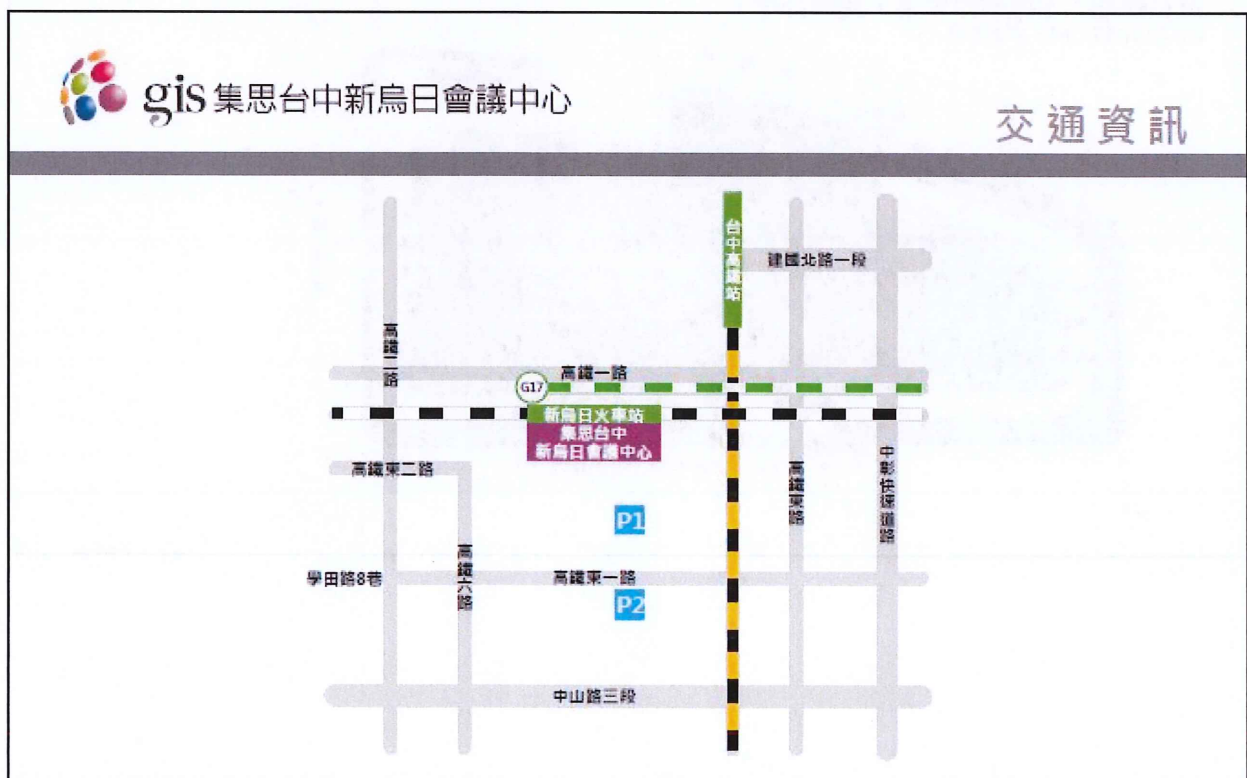 gis 集思台中新烏日會議中心
交通資訊
台中高鐵站
建國北路一段
高鐵二路
高鐵一路
G17
新烏日火車站
集思台中
新烏日會議中心
高鐵東二路
高鐵東路
中彰快速道路
P1
高鐵六路
學田路8巷
高鐵東一路
P2
中山路三段